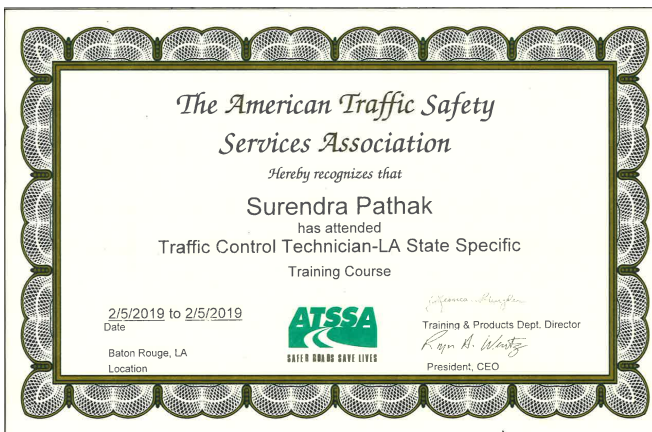 The American Traffic Safety
Services Association
Hereby recognizes that
Surendra Pathak
has attended
Traffic Control Technician-LA State Specific
Training Course
2/5/2019 to 2/5/2019
Date
Baton Rouge, LA
Location
ATSSA
SAFER ROADS SAVE LIVES
Training & Products Dept. Director
President, CEO